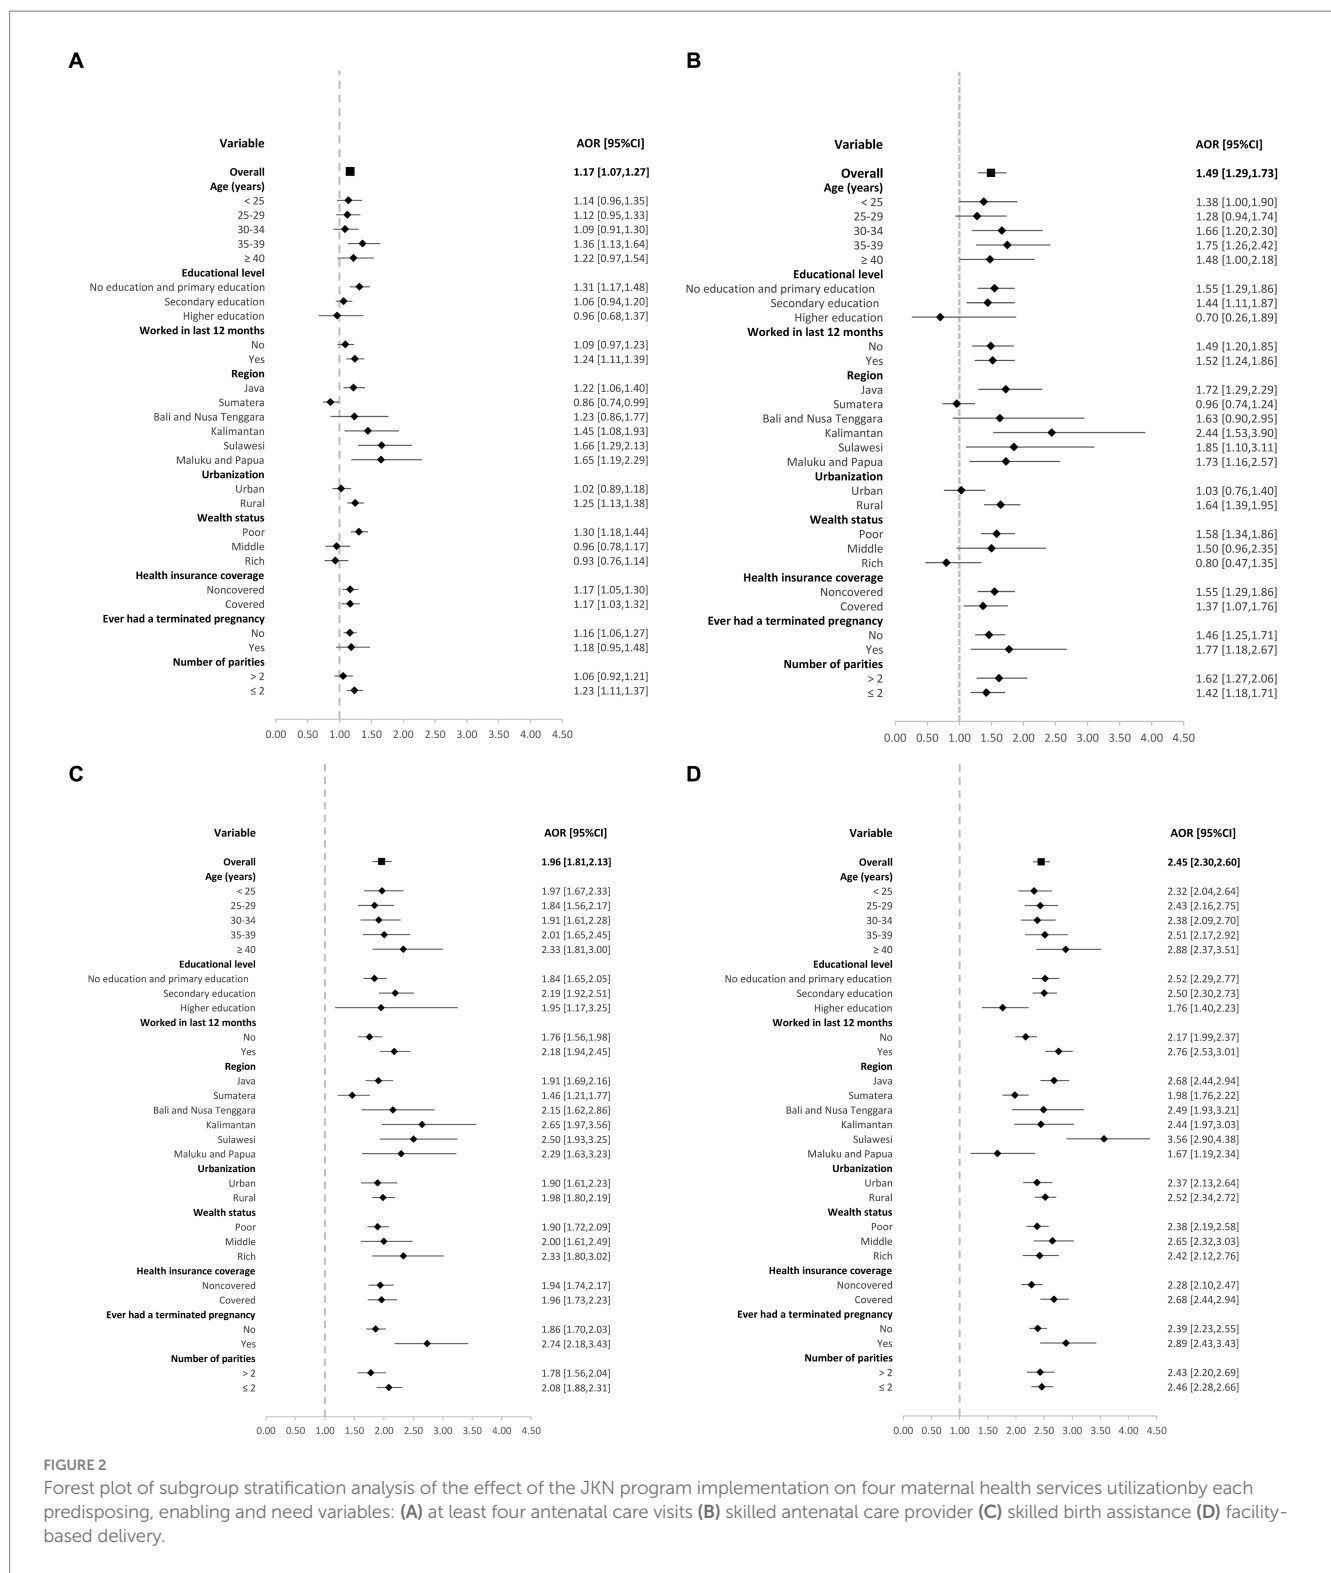 A
Variable AOR [95%CI]
Overall 1.17 [1.07,1.27]
Age (years)
< 25 1.14 [0.96,1.35]
25-29 1.12 [0.95,1.33]
30-34 1.09 [0.91,1.30]
35-39 1.36 [1.13,1.64]
≥ 40 1.22 [0.97,1.54]
Educational level
No education and primary education 1.31 [1.17,1.48]
Secondary education 1.06 [0.94,1.20]
Higher education 0.96 [0.68,1.37]
Worked in last 12 months
No 1.09 [0.97,1.23]
Yes 1.24 [1.11,1.39]
Region
Java 1.22 [1.06,1.40]
Sumatera 0.86 [0.74,0.99]
Bali and Nusa Tenggara 1.23 [0.86,1.77]
Kalimantan 1.45 [1.08,1.93]
Sulawesi 1.66 [1.29,2.13]
Maluku and Papua 1.65 [1.19,2.29]
Urbanization
Urban 1.02 [0.89,1.18]
Rural 1.25 [1.13,1.38]
Wealth status
Poor 1.30 [1.18,1.44]
Middle 0.96 [0.78,1.17]
Rich 0.93 [0.76,1.14]
Health insurance coverage
Noncovered 1.17 [1.05,1.30]
Covered 1.17 [1.03,1.32]
Ever had a terminated pregnancy
No 1.16 [1.06,1.27]
Yes 1.18 [0.95,1.48]
Number of parities
> 2 1.06 [0.92,1.21]
≤ 2 1.23 [1.11,1.37]
0.00 0.50 1.00 1.50 2.00 2.50 3.00 3.50 4.00 4.50
B
Variable AOR [95%CI]
Overall 1.49 [1.29,1.73]
Age (years)
< 25 1.38 [1.00,1.90]
25-29 1.28 [0.94,1.74]
30-34 1.66 [1.20,2.30]
35-39 1.75 [1.26,2.42]
≥ 40 1.48 [1.00,2.18]
Educational level
No education and primary education 1.55 [1.29,1.86]
Secondary education 1.44 [1.11,1.87]
Higher education 0.70 [0.26,1.89]
Worked in last 12 months
No 1.49 [1.20,1.85]
Yes 1.52 [1.24,1.86]
Region
Java 1.72 [1.29,2.29]
Sumatera 0.96 [0.74,1.24]
Bali and Nusa Tenggara 1.63 [0.90,2.95]
Kalimantan 2.44 [1.53,3.90]
Sulawesi 1.85 [1.10,3.11]
Maluku and Papua 1.73 [1.16,2.57]
Urbanization
Urban 1.03 [0.76,1.40]
Rural 1.64 [1.39,1.95]
Wealth status
Poor 1.58 [1.34,1.86]
Middle 1.50 [0.96,2.35]
Rich 0.80 [0.47,1.35]
Health insurance coverage
Noncovered 1.55 [1.29,1.86]
Covered 1.37 [1.07,1.76]
Ever had a terminated pregnancy
No 1.46 [1.25,1.71]
Yes 1.77 [1.18,2.67]
Number of parities
> 2 1.62 [1.27,2.06]
≤ 2 1.42 [1.18,1.71]
0.00 0.50 1.00 1.50 2.00 2.50 3.00 3.50 4.00 4.50
C
Variable AOR [95%CI]
Overall 1.96 [1.81,2.13]
Age (years)
< 25 1.97 [1.67,2.33]
25-29 1.84 [1.56,2.17]
30-34 1.91 [1.61,2.28]
35-39 2.01 [1.65,2.45]
≥ 40 2.33 [1.81,3.00]
Educational level
No education and primary education 1.84 [1.65,2.05]
Secondary education 2.19 [1.92,2.51]
Higher education 1.95 [1.17,3.25]
Worked in last 12 months
No 1.76 [1.56,1.98]
Yes 2.18 [1.94,2.45]
Region
Java 1.91 [1.69,2.16]
Sumatera 1.46 [1.21,1.77]
Bali and Nusa Tenggara 2.15 [1.62,2.86]
Kalimantan 2.65 [1.97,3.56]
Sulawesi 2.50 [1.93,3.25]
Maluku and Papua 2.29 [1.63,3.23]
Urbanization
Urban 1.90 [1.61,2.23]
Rural 1.98 [1.80,2.19]
Wealth status
Poor 1.90 [1.72,2.09]
Middle 2.00 [1.61,2.49]
Rich 2.33 [1.80,3.02]
Health insurance coverage
Noncovered 1.94 [1.74,2.17]
Covered 1.96 [1.73,2.23]
Ever had a terminated pregnancy
No 1.86 [1.70,2.03]
Yes 2.74 [2.18,3.43]
Number of parities
> 2 1.78 [1.56,2.04]
≤ 2 2.08 [1.88,2.31]
0.00 0.50 1.00 1.50 2.00 2.50 3.00 3.50 4.00 4.50
D
Variable AOR [95%CI]
Overall 2.45 [2.30,2.60]
Age (years)
< 25 2.32 [2.04,2.64]
25-29 2.43 [2.16,2.75]
30-34 2.38 [2.09,2.70]
35-39 2.51 [2.17,2.92]
≥ 40 2.88 [2.37,3.51]
Educational level
No education and primary education 2.52 [2.29,2.77]
Secondary education 2.50 [2.30,2.73]
Higher education 1.76 [1.40,2.23]
Worked in last 12 months
No 2.17 [1.99,2.37]
Yes 2.76 [2.53,3.01]
Region
Java 2.68 [2.44,2.94]
Sumatera 1.98 [1.76,2.22]
Bali and Nusa Tenggara 2.49 [1.93,3.21]
Kalimantan 2.44 [1.97,3.03]
Sulawesi 3.56 [2.90,4.38]
Maluku and Papua 1.67 [1.19,2.34]
Urbanization
Urban 2.37 [2.13,2.64]
Rural 2.52 [2.34,2.72]
Wealth status
Poor 2.38 [2.19,2.58]
Middle 2.65 [2.32,3.03]
Rich 2.42 [2.12,2.76]
Health insurance coverage
Noncovered 2.28 [2.10,2.47]
Covered 2.68 [2.44,2.94]
Ever had a terminated pregnancy
No 2.39 [2.23,2.55]
Yes 2.89 [2.43,3.43]
Number of parities
> 2 2.43 [2.20,2.69]
≤ 2 2.46 [2.28,2.66]
0.00 0.50 1.00 1.50 2.00 2.50 3.00 3.50 4.00 4.50
FIGURE 2
Forest plot of subgroup stratification analysis of the effect of the JKN program implementation on four maternal health services utilizationby each
predisposing, enabling and need variables: (A) at least four antenatal care visits (B) skilled antenatal care provider (C) skilled birth assistance (D) facility-
based delivery.